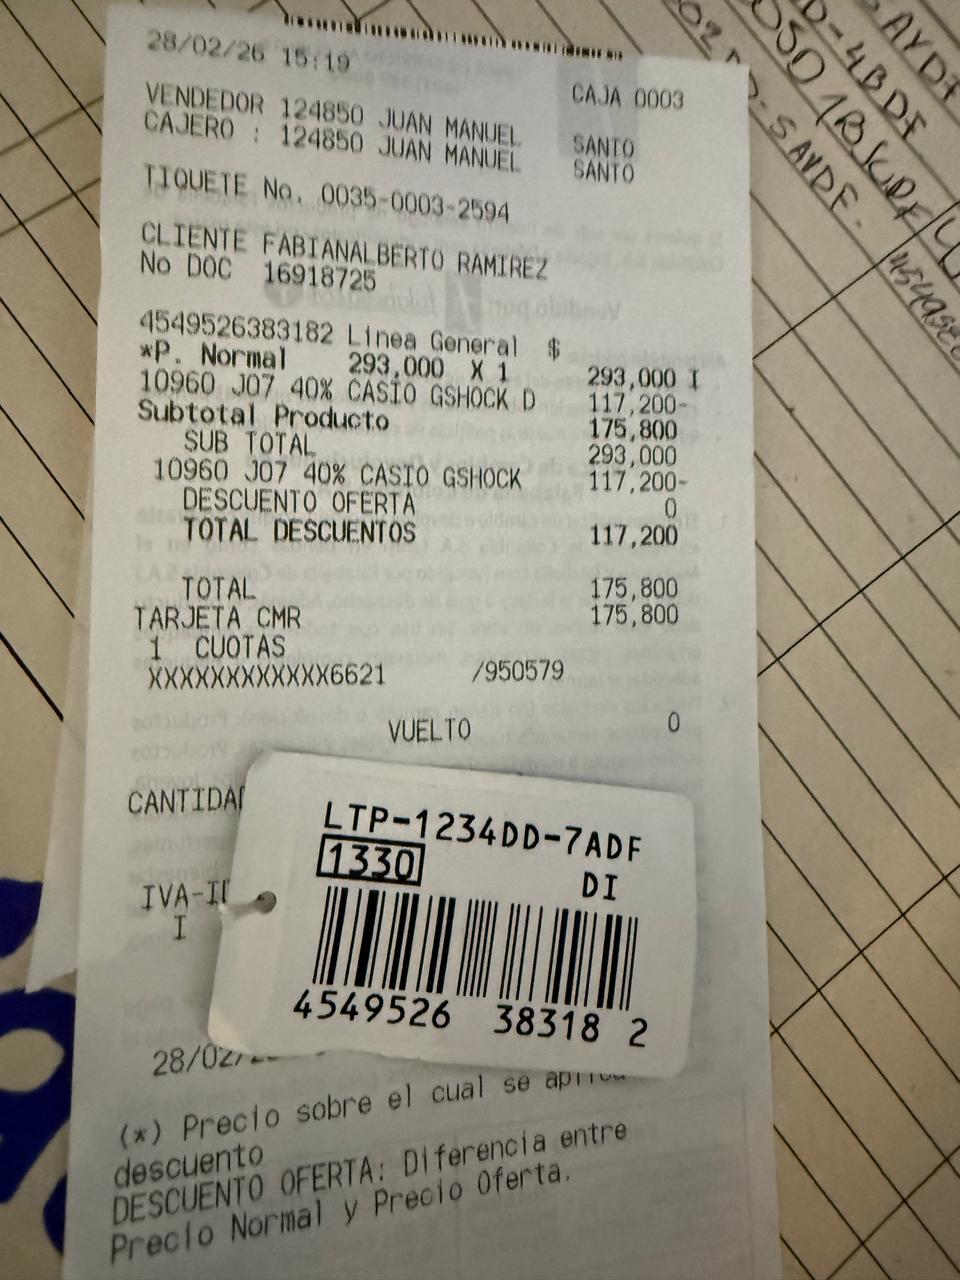 28/02/26 15:19
CAJA 0003
VENDEDOR 124850 JUAN MANUEL SANTO
CAJERO : 124850 JUAN MANUEL SANTO
TIQUETE No. 0035-0003-2594
CLIENTE FABIANALBERTO RAMIREZ
No DOC 16918725
4549526383182 Linea General $
*P. Normal 293,000 X 1 293,000 I
10960 J07 40% CASIO GSHOCK D 117,200-
Subtotal Producto 175,800
SUB TOTAL 293,000
10960 J07 40% CASIO GSHOCK 117,200-
DESCUENTO OFERTA 0
TOTAL DESCUENTOS 117,200
TOTAL 175,800
TARJETA CMR 175,800
1 CUOTAS
XXXXXXXXXXXX6621 /950579
VUELTO 0
CANTIDA
LTP-1234DD-7ADF
1330
DI
IVA-I
I
4549526 38318 2
28/02/
(*) Precio sobre el cual se aplica
descuento
DESCUENTO OFERTA: Diferencia entre
Precio Normal y Precio Oferta.